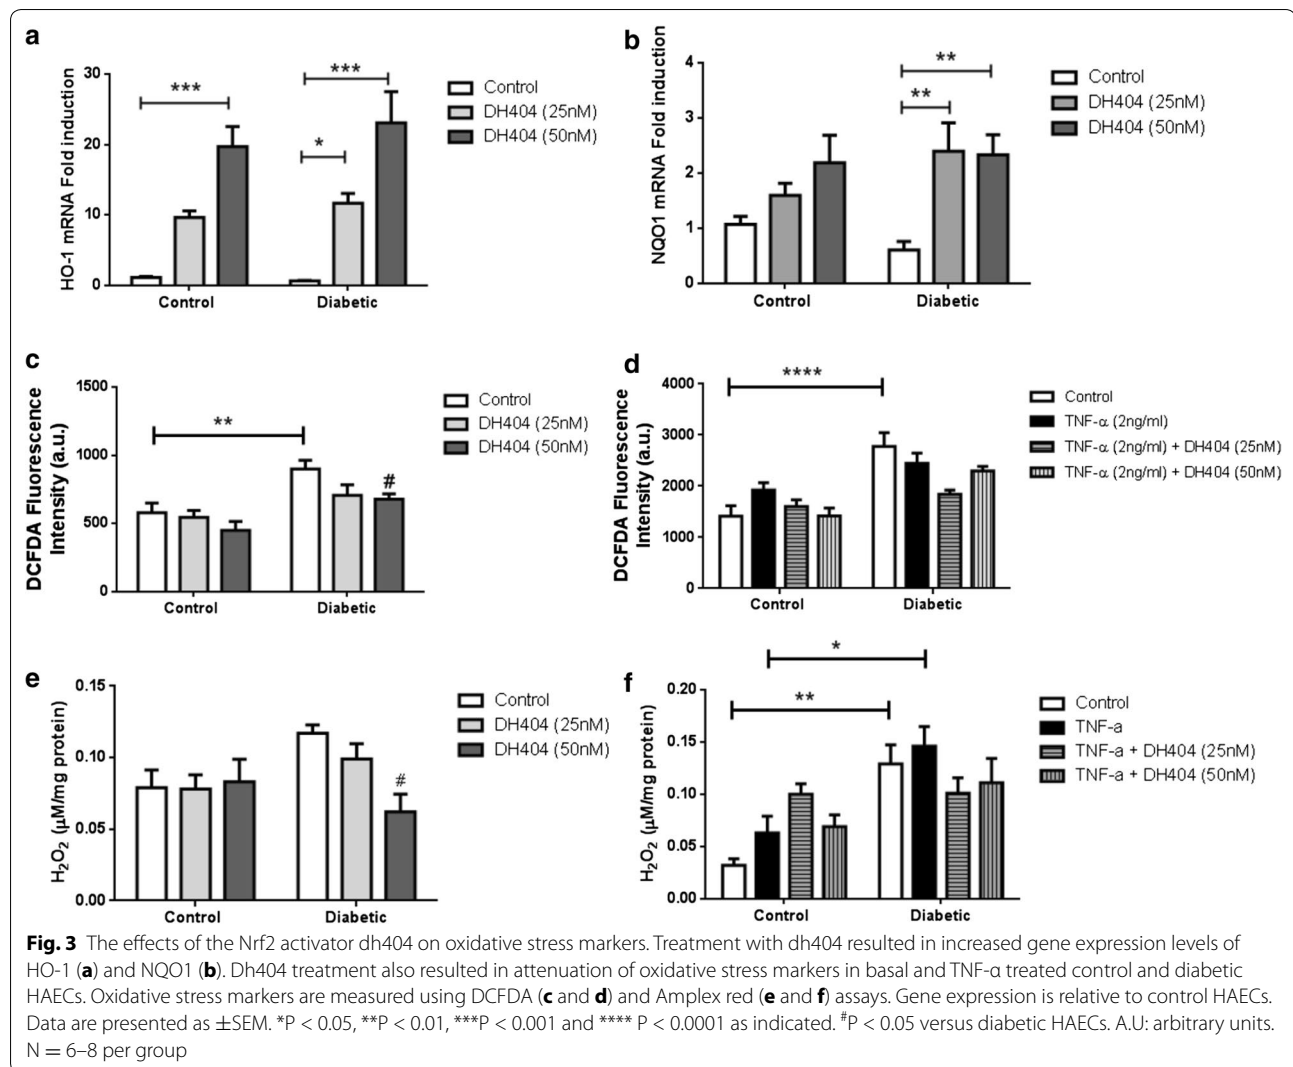 a
HO-1 mRNA Fold induction
30
20
10
0
***
***
*
Control
Diabetic
Control
DH404 (25nM)
DH404 (50nM)
b
NQO1 mRNA Fold induction
4
3
2
1
0
**
**
Control
Diabetic
Control
DH404 (25nM)
DH404 (50nM)
c
DCFDA Fluorescence
Intensity (a.u.)
1500
1000
500
0
**
#
Control
Diabetic
Control
DH404 (25nM)
DH404 (50nM)
d
DCFDA Fluorescence
Intensity (a.u.)
4000
3000
2000
1000
0
****
Control
Diabetic
Control
TNF-α (2ng/ml)
TNF-α (2ng/ml) + DH404 (25nM)
TNF-α (2ng/ml) + DH404 (50nM)
e
H₂O₂ (μM/mg protein)
0.15
0.10
0.05
0.00
#
Control
Diabetic
Control
DH404 (25nM)
DH404 (50nM)
f
H₂O₂ (μM/mg protein)
0.20
0.15
0.10
0.05
0.00
*
**
Control
Diabetic
Control
TNF-a
TNF-a + DH404 (25nM)
TNF-a + DH404 (50nM)
Fig. 3 The effects of the Nrf2 activator dh404 on oxidative stress markers. Treatment with dh404 resulted in increased gene expression levels of
HO-1 (a) and NQO1 (b). Dh404 treatment also resulted in attenuation of oxidative stress markers in basal and TNF-α treated control and diabetic
HAECs. Oxidative stress markers are measured using DCFDA (c and d) and Amplex red (e and f) assays. Gene expression is relative to control HAECs.
Data are presented as ±SEM. *P < 0.05, **P < 0.01, ***P < 0.001 and **** P < 0.0001 as indicated. #P < 0.05 versus diabetic HAECs. A.U: arbitrary units.
N = 6–8 per group